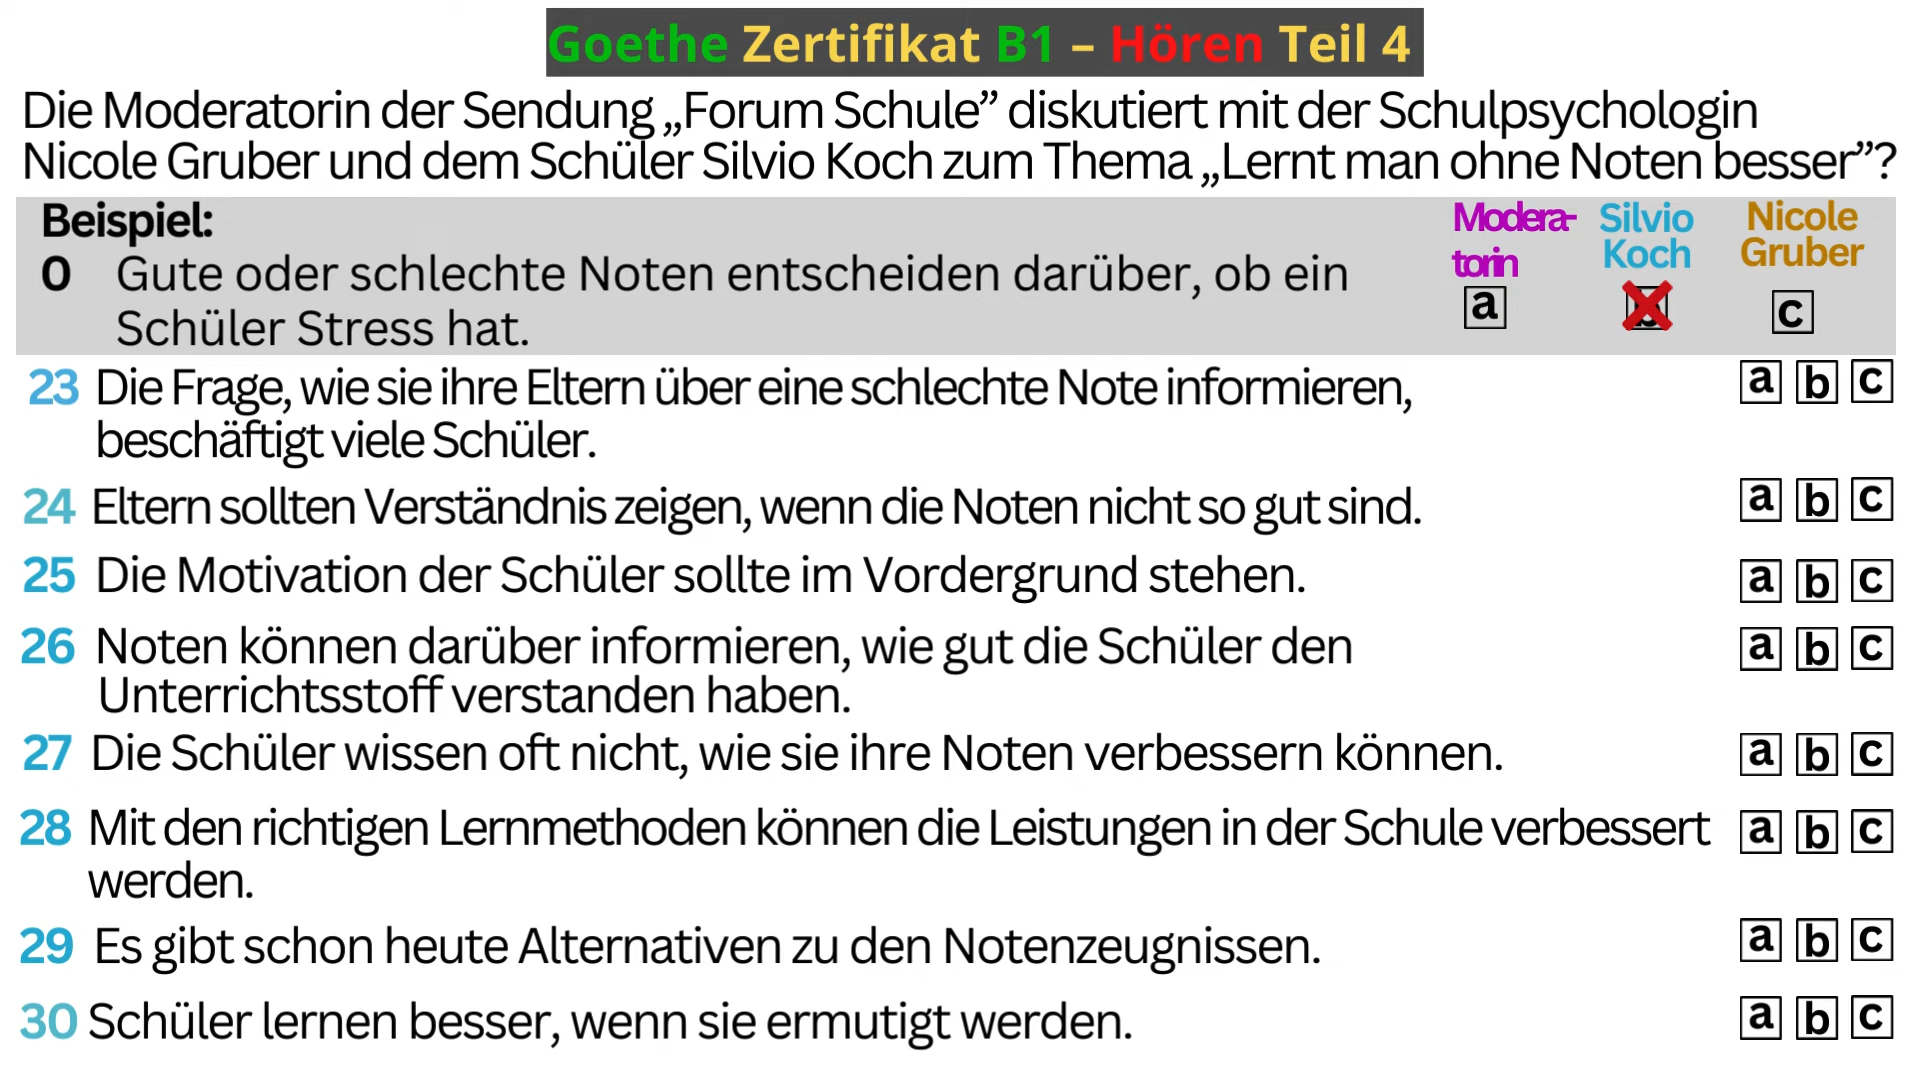 Goethe Zertifikat B1 – Hören Teil 4
Die Moderatorin der Sendung „Forum Schule” diskutiert mit der Schulpsychologin
Nicole Gruber und dem Schüler Silvio Koch zum Thema „Lernt man ohne Noten besser”?
Beispiel:
Modera-
torin
Silvio
Koch
Nicole
Gruber
0 Gute oder schlechte Noten entscheiden darüber, ob ein
Schüler Stress hat.
a b c
23 Die Frage, wie sie ihre Eltern über eine schlechte Note informieren, a b c
beschäftigt viele Schüler.
24 Eltern sollten Verständnis zeigen, wenn die Noten nicht so gut sind. a b c
25 Die Motivation der Schüler sollte im Vordergrund stehen. a b c
26 Noten können darüber informieren, wie gut die Schüler den a b c
Unterrichtsstoff verstanden haben.
27 Die Schüler wissen oft nicht, wie sie ihre Noten verbessern können. a b c
28 Mit den richtigen Lernmethoden können die Leistungen in der Schule verbessert a b c
werden.
29 Es gibt schon heute Alternativen zu den Notenzeugnissen. a b c
30 Schüler lernen besser, wenn sie ermutigt werden. a b c